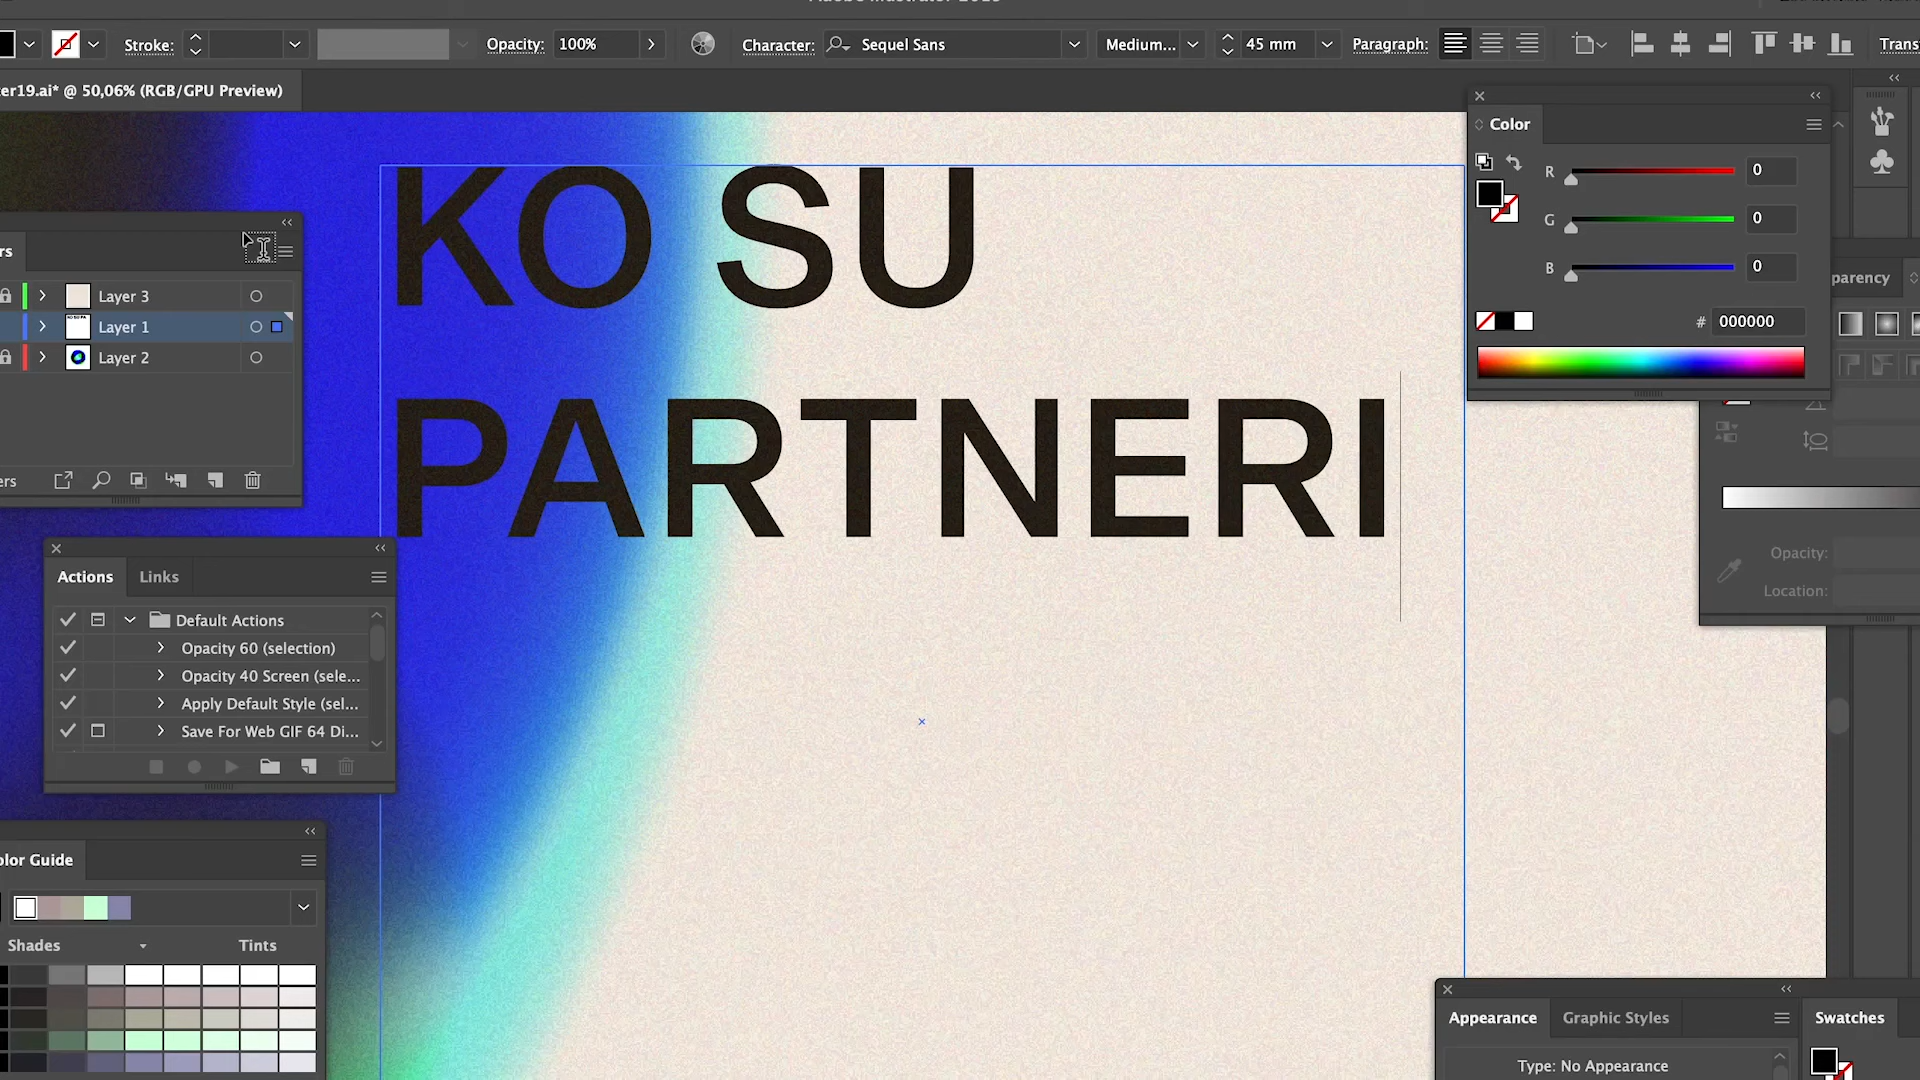 Stroke:
Opacity: 100%
Character: Sequel Sans
Medium...
45 mm
Paragraph:
er19.ai* @ 50,06% (RGB/GPU Preview)
Color
R 0
G 0
B 0
# 000000
Layer 3
Layer 1
Layer 2
KO SU
PARTNERI
Actions
Links
Default Actions
Opacity 60 (selection)
Opacity 40 Screen (sele...
Apply Default Style (sel...
Save For Web GIF 64 Di...
Opacity:
Location:
olor Guide
Shades
Tints
Appearance
Graphic Styles
Type: No Appearance
Swatches
parency